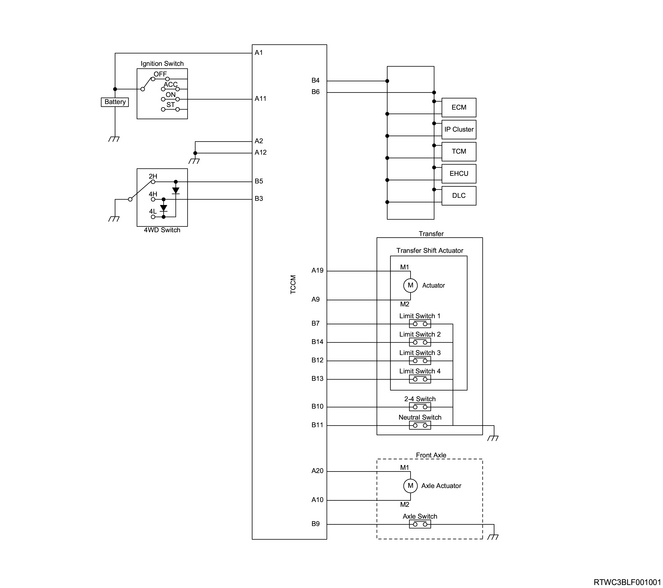 A1
Ignition Switch
OFF
ACC
ON
ST
Battery
A11
A2
A12
2H
4H
4L
4WD Switch
B5
B3
TCCM
B4
B6
ECM
IP Cluster
TCM
EHCU
DLC
Transfer
Transfer Shift Actuator
A19
M1
M
Actuator
A9
M2
B7
Limit Switch 1
B14
Limit Switch 2
B12
Limit Switch 3
B13
Limit Switch 4
B10
2-4 Switch
B11
Neutral Switch
Front Axle
A20
M1
M
Axle Actuator
A10
M2
B9
Axle Switch
RTWC3BLF001001